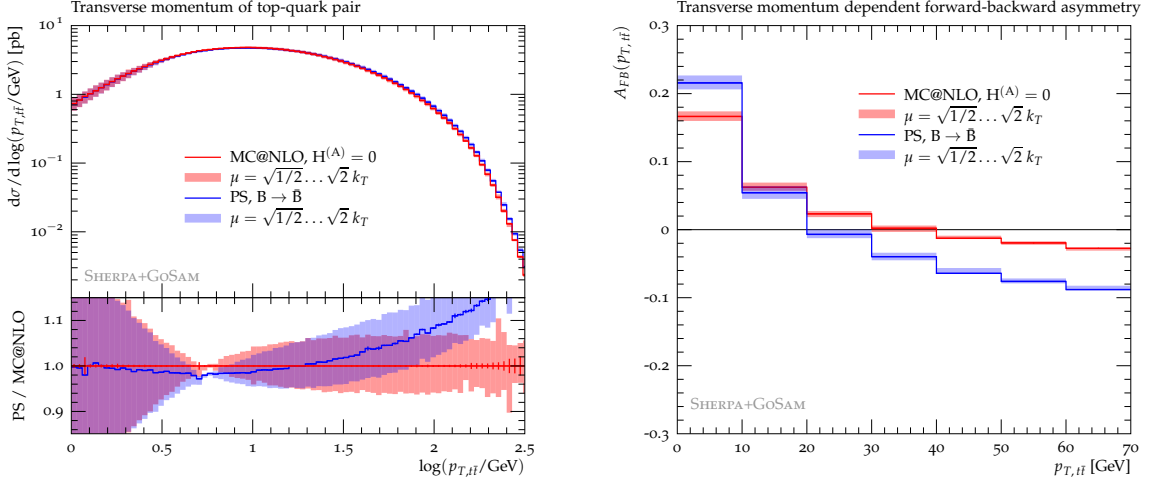 Transverse momentum of top-quark pair
dσ/d log(p_{T,tt̄}/GeV) [pb]
10^1
1
10^{−1}
10^{−2}
MC@NLO, H^{(A)} = 0
μ = √1/2 … √2 k_T
PS, B → B̄
μ = √1/2 … √2 k_T
SHERPA+GOSAM
PS / MC@NLO
1.1
1.0
0.9
0 0.5 1 1.5 2 2.5
log(p_{T,tt̄}/GeV)
Transverse momentum dependent forward-backward asymmetry
A_{FB}(p_{T,tt̄})
0.3
0.2
0.1
0
-0.1
-0.2
-0.3
MC@NLO, H^{(A)} = 0
μ = √1/2 … √2 k_T
PS, B → B̄
μ = √1/2 … √2 k_T
SHERPA+GOSAM
0 10 20 30 40 50 60 70
p_{T,tt̄} [GeV]